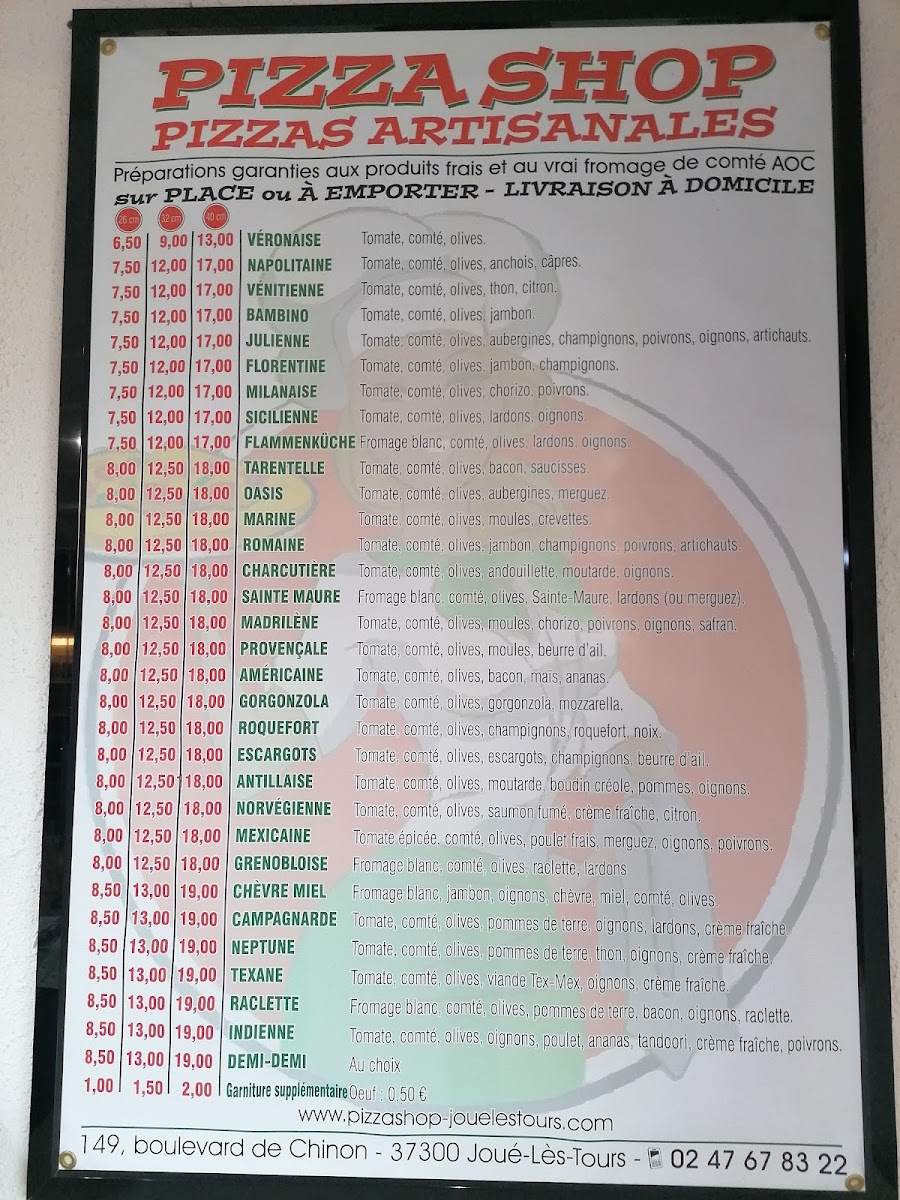 PIZZA SHOP
PIZZAS ARTISANALES
Préparations garanties aux produits frais et au vrai fromage de comté AOC
sur PLACE ou À EMPORTER - LIVRAISON À DOMICILE
26 cm 32 cm 40 cm
6,50 9,00 13,00 VÉRONAISE Tomate, comté, olives.
7,50 12,00 17,00 NAPOLITAINE Tomate, comté, olives, anchois, câpres.
7,50 12,00 17,00 VÉNITIENNE Tomate, comté, olives, thon, citron.
7,50 12,00 17,00 BAMBINO Tomate, comté, olives, jambon.
7,50 12,00 17,00 JULIENNE Tomate, comté, olives, aubergines, champignons, poivrons, oignons, artichauts.
7,50 12,00 17,00 FLORENTINE Tomate, comté, olives, jambon, champignons.
7,50 12,00 17,00 MILANAISE Tomate, comté, olives, chorizo, poivrons.
7,50 12,00 17,00 SICILIENNE Tomate, comté, olives, lardons, oignons.
7,50 12,00 17,00 FLAMMENKÜCHE Fromage blanc, comté, olives, lardons, oignons.
8,00 12,50 18,00 TARENTELLE Tomate, comté, olives, bacon, saucisses.
8,00 12,50 18,00 OASIS Tomate, comté, olives, aubergines, merguez.
8,00 12,50 18,00 MARINE Tomate, comté, olives, moules, crevettes.
8,00 12,50 18,00 ROMAINE Tomate, comté, olives, jambon, champignons, poivrons, artichauts.
8,00 12,50 18,00 CHARCUTIÈRE Tomate, comté, olives, andouillette, moutarde, oignons.
8,00 12,50 18,00 SAINTE MAURE Fromage blanc, comté, olives, Sainte-Maure, lardons (ou merguez).
8,00 12,50 18,00 MADRILÈNE Tomate, comté, olives, moules, chorizo, poivrons, oignons, safran.
8,00 12,50 18,00 PROVENÇALE Tomate, comté, olives, moules, beurre d'ail.
8,00 12,50 18,00 AMÉRICAINE Tomate, comté, olives, bacon, maïs, ananas.
8,00 12,50 18,00 GORGONZOLA Tomate, comté, olives, gorgonzola, mozzarella.
8,00 12,50 18,00 ROQUEFORT Tomate, comté, olives, champignons, roquefort, noix.
8,00 12,50 18,00 ESCARGOTS Tomate, comté, olives, escargots, champignons, beurre d'ail.
8,00 12,50 18,00 ANTILLAISE Tomate, comté, olives, moutarde, boudin créole, pommes, oignons.
8,00 12,50 18,00 NORVÉGIENNE Tomate, comté, olives, saumon fumé, crème fraîche, citron.
8,00 12,50 18,00 MEXICAINE Tomate épicée, comté, olives, poulet frais, merguez, oignons, poivrons.
8,00 12,50 18,00 GRENOBLOISE Fromage blanc, comté, olives, raclette, lardons
8,50 13,00 19,00 CHÈVRE MIEL Fromage blanc, jambon, oignons, chèvre, miel, comté, olives.
8,50 13,00 19,00 CAMPAGNARDE Tomate, comté, olives, pommes de terre, oignons, lardons, crème fraîche.
8,50 13,00 19,00 NEPTUNE Tomate, comté, olives, pommes de terre, thon, oignons, crème fraîche.
8,50 13,00 19,00 TEXANE Tomate, comté, olives, viande Tex-Mex, oignons, crème fraîche.
8,50 13,00 19,00 RACLETTE Fromage blanc, comté, olives, pommes de terre, bacon, oignons, raclette.
8,50 13,00 19,00 INDIENNE Tomate, comté, olives, oignons, poulet, ananas, tandoori, crème fraîche, poivrons.
8,50 13,00 19,00 DEMI-DEMI Au choix
1,00 1,50 2,00 Garniture supplémentaire Oeuf : 0,50 €
www.pizzashop-jouelestours.com
149, boulevard de Chinon - 37300 Joué-Lès-Tours - 02 47 67 83 22